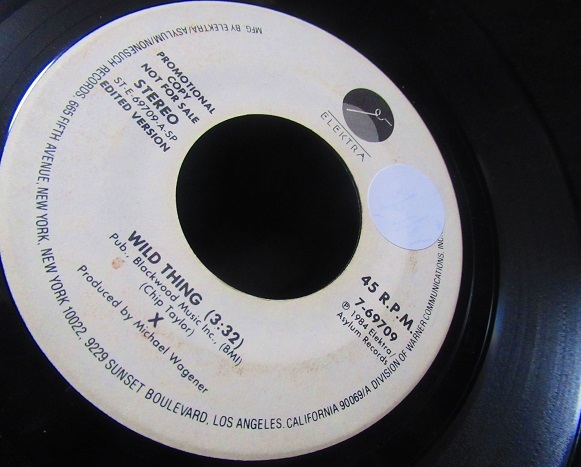 PROMOTIONAL
COPY
NOT FOR SALE
STEREO
ST-E-69709-A-SP
EDITED VERSION
ELEKTRA
45 R.P.M.
7-69709
Ⓟ 1984 Elektra/
Asylum Records
WILD THING (3:32)
Pub., Blackwood Music Inc., (BMI)
(Chip Taylor)
X
Produced by Michael Wagener
MFG. BY ELEKTRA/ASYLUM/NONESUCH RECORDS, 665 FIFTH AVENUE, NEW YORK, NEW YORK 10022, 9229 SUNSET BOULEVARD, LOS ANGELES, CALIFORNIA 90069/A DIVISION OF WARNER COMMUNICATIONS, INC.